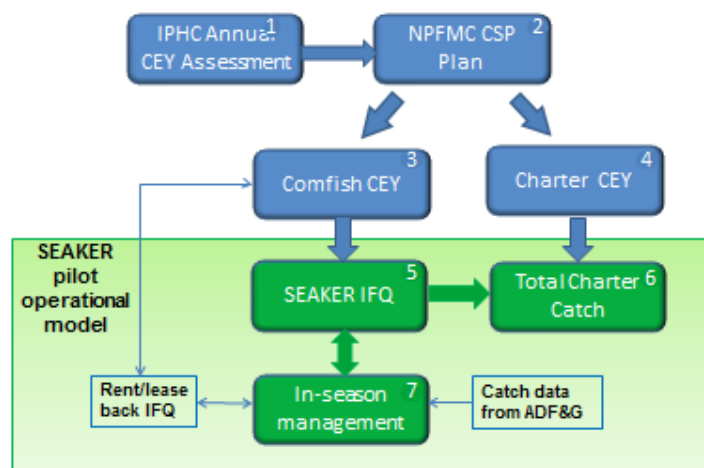 1
IPHC Annual
CEY Assessment
2
NPFMC CSP
Plan
3
Comfish CEY
4
Charter CEY
SEAKER
pilot
operational
model
5
SEAKER IFQ
6
Total Charter
Catch
Rent/lease
back IFQ
7
In-season
management
Catch data
from ADF&G